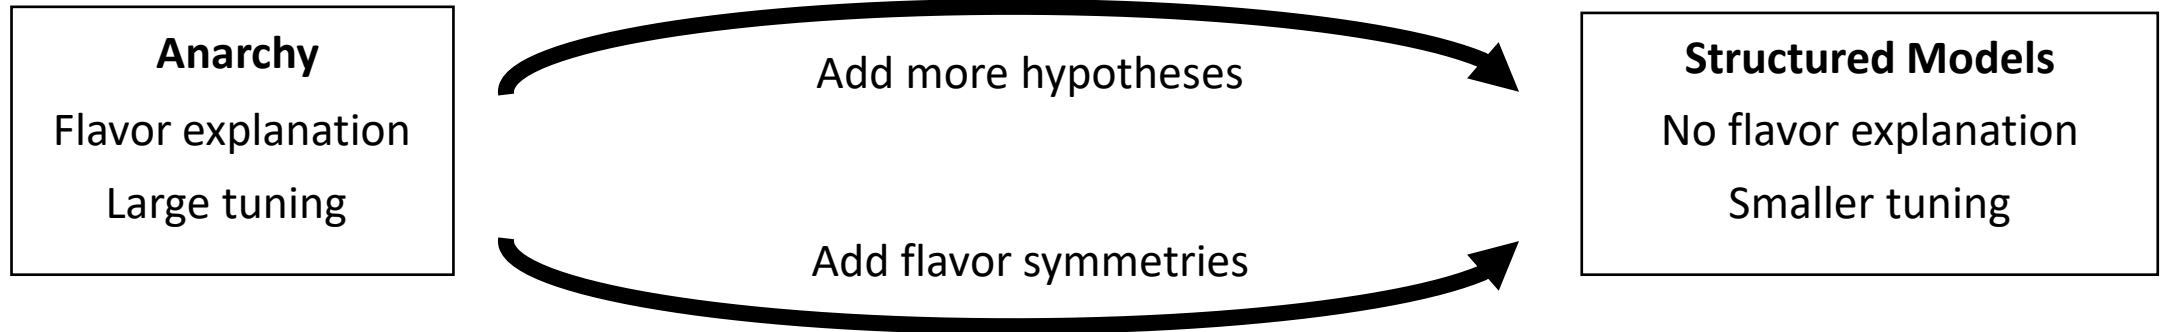 Anarchy
Flavor explanation
Large tuning
Add more hypotheses
Add flavor symmetries
Structured Models
No flavor explanation
Smaller tuning